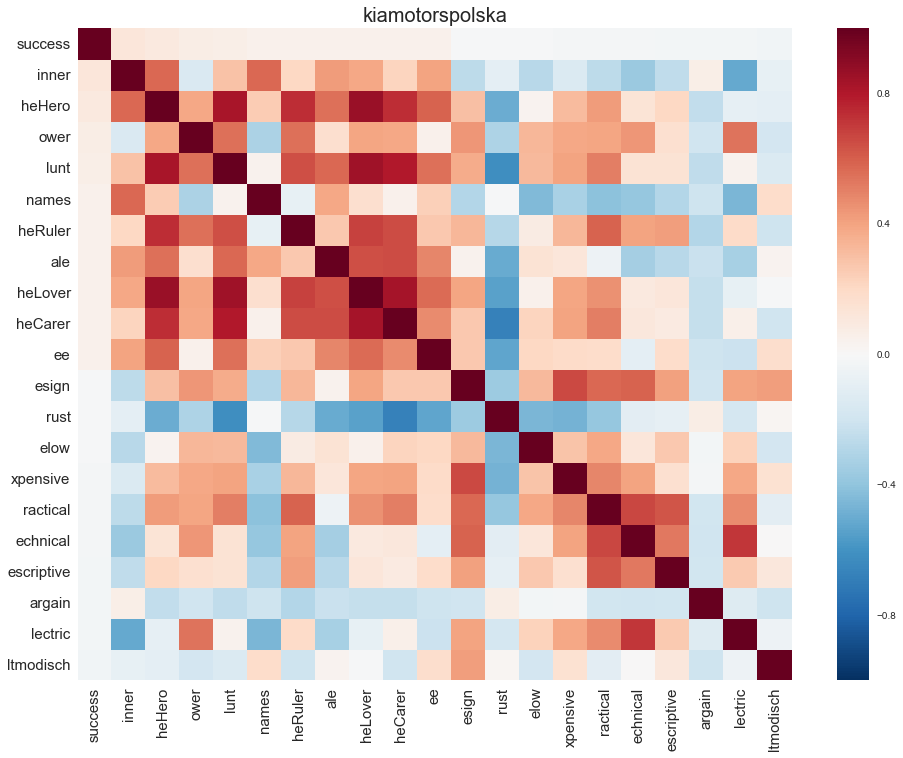 kiamotorspolska
success
inner
heHero
ower
lunt
names
heRuler
ale
heLover
heCarer
ee
esign
rust
elow
xpensive
ractical
echnical
escriptive
argain
lectric
ltmodisch
success
inner
heHero
ower
lunt
names
heRuler
ale
heLover
heCarer
ee
esign
rust
elow
xpensive
ractical
echnical
escriptive
argain
lectric
ltmodisch
0.8
0.4
0.0
−0.4
−0.8